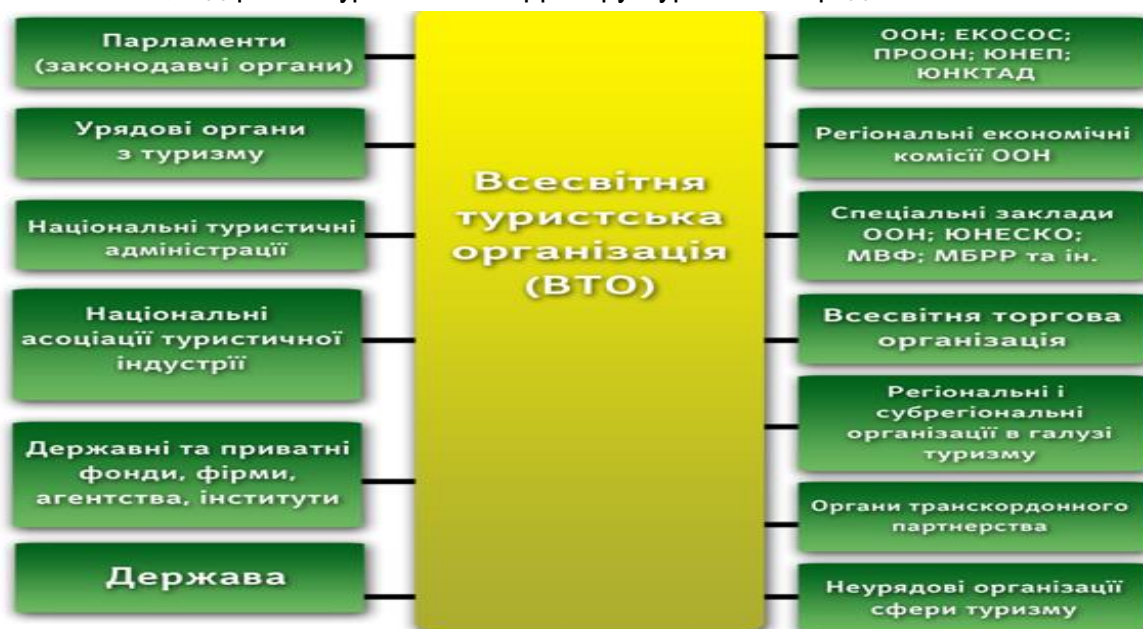 Парламенти
(законодавчі органи)
Урядові органи
з туризму
Національні туристичні
адміністрації
Національні
асоціації туристичної
індустрії
Державні та приватні
фонди, фірми,
агентства, інститути
Держава
Всесвітня
туристська
організація
(ВТО)
ООН; ЕКОСОС;
ПРООН; ЮНЕП;
ЮНКТАД
Регіональні економічні
комісії ООН
Спеціальні заклади
ООН; ЮНЕСКО;
МВФ; МБРР та ін.
Всесвітня торгова
організація
Регіональні і
субрегіональні
організації в галузі
туризму
Органи транскордонного
партнерства
Неурядові організації
сфери туризму